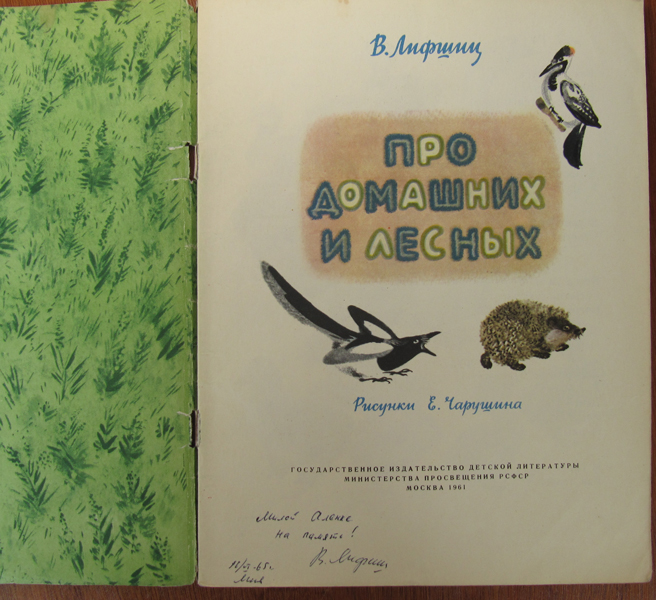 В. Лифшиц
ПРО
ДОМАШНИХ
И ЛЕСНЫХ
Рисунки Е. Чарушина
ГОСУДАРСТВЕННОЕ ИЗДАТЕЛЬСТВО ДЕТСКОЙ ЛИТЕРАТУРЫ
МИНИСТЕРСТВА ПРОСВЕЩЕНИЯ РСФСР
МОСКВА 1961
Милой Аленке
на память!
В. Лифшиц